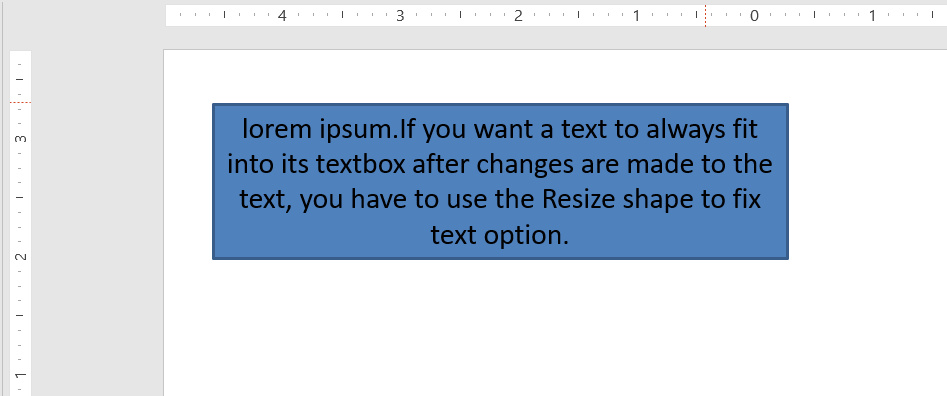 4 3 2 1 0 1
3
2
1
lorem ipsum.If you want a text to always fit
into its textbox after changes are made to the
text, you have to use the Resize shape to fix
text option.